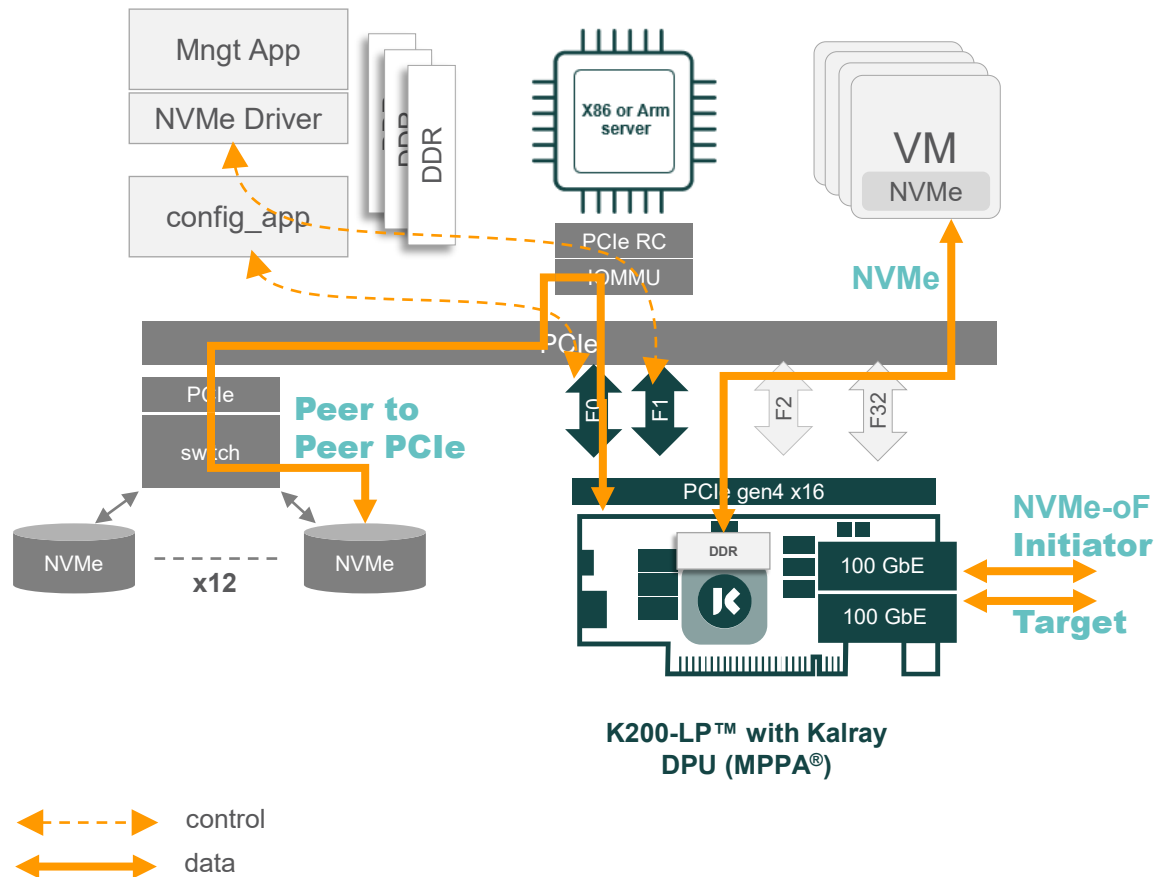 Mngt App
NVMe Driver
config_app
DDR
DDR
DDR
X86 or Arm
server
PCIe RC
IOMMU
VM
NVMe
NVMe
PCIe
PCIe
switch
Peer to
Peer PCIe
F0
F1
F2
F32
NVMe
x12
NVMe
PCIe gen4 x16
DDR
100 GbE
100 GbE
NVMe-oF
Initiator
Target
K200-LP™ with Kalray
DPU (MPPA®)
control
data